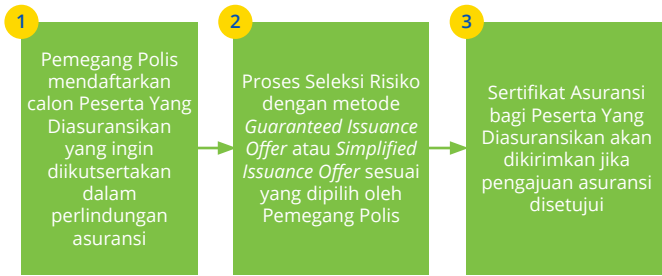 1
Pemegang Polis
mendaftarkan
calon Peserta Yang
Diasuransikan
yang ingin
diikutsertakan
dalam
perlindungan
asuransi
2
Proses Seleksi Risiko
dengan metode
Guaranteed Issuance
Offer atau Simplified
Issuance Offer sesuai
yang dipilih oleh
Pemegang Polis
3
Sertifikat Asuransi
bagi Peserta Yang
Diasuransikan akan
dikirimkan jika
pengajuan asuransi
disetujui